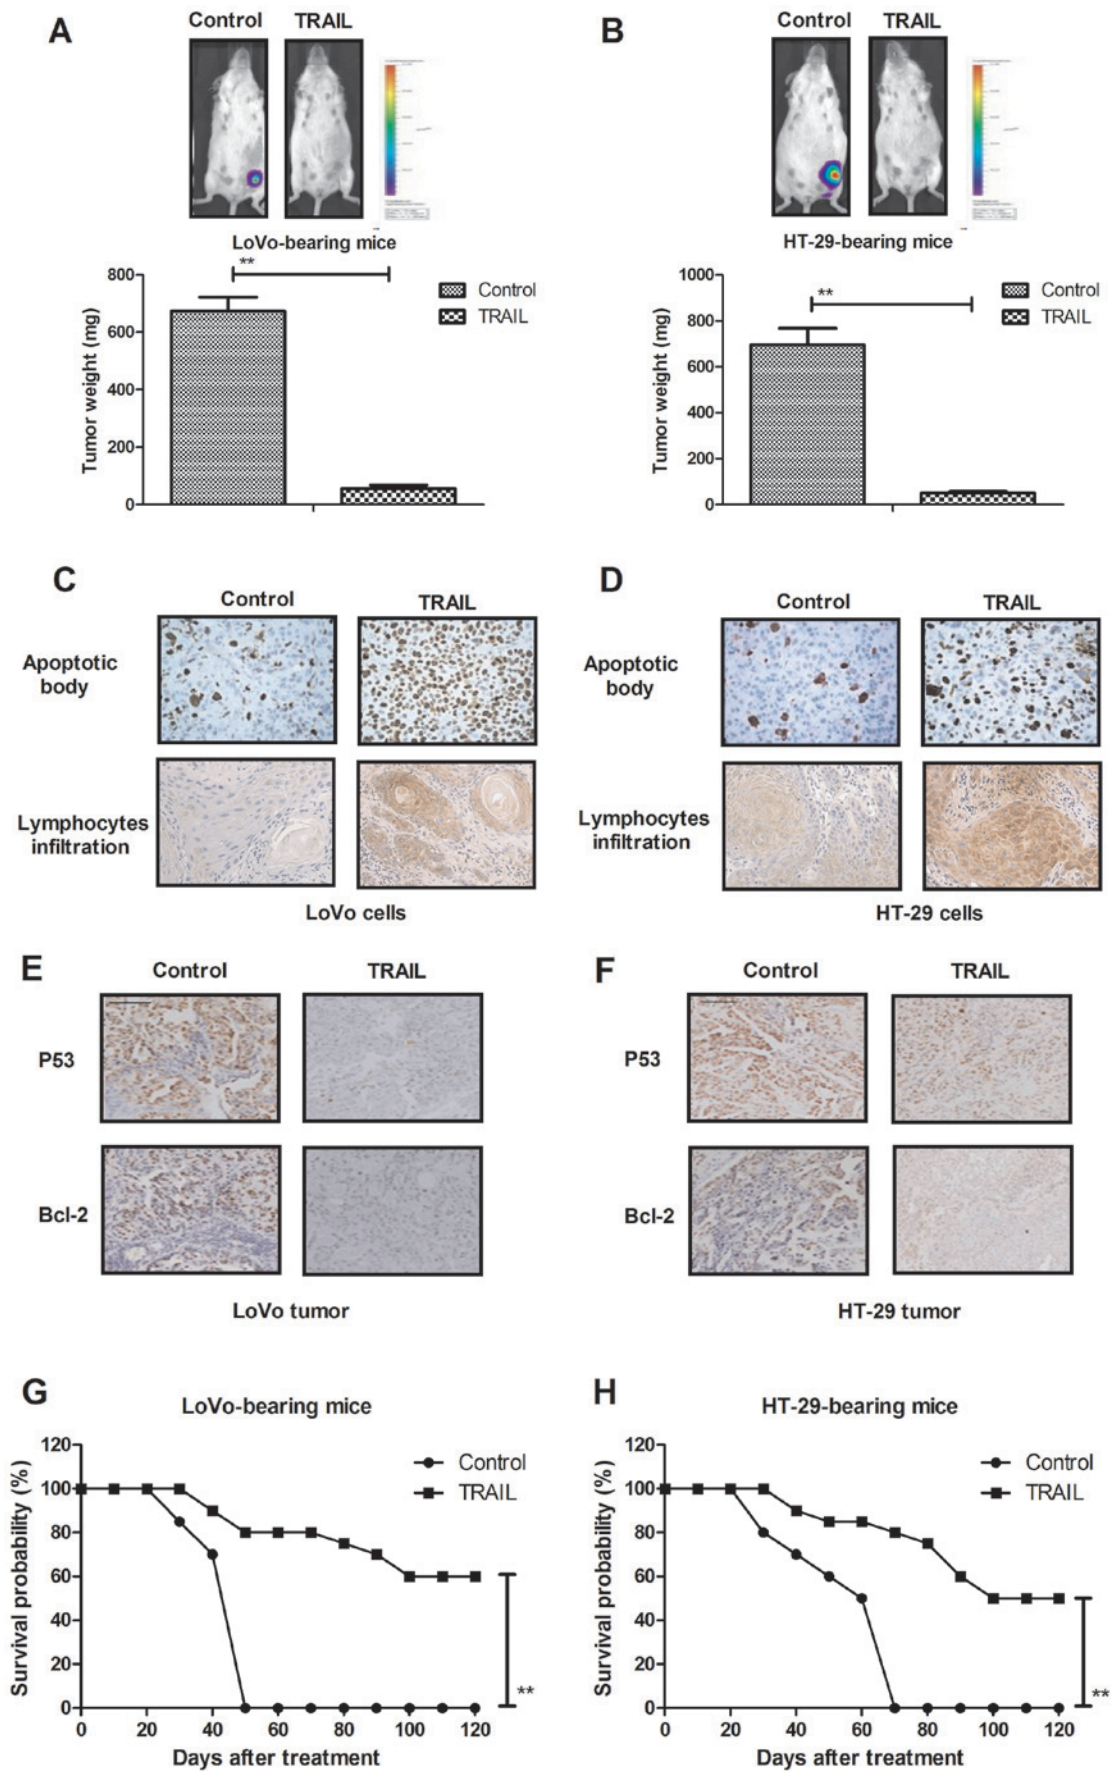 A
Control TRAIL
LoVo-bearing mice
**
Tumor weight (mg)
800
600
400
200
0
Control
TRAIL
B
Control TRAIL
HT-29-bearing mice
**
Tumor weight (mg)
1000
800
600
400
200
0
Control
TRAIL
C
Control TRAIL
Apoptotic
body
Lymphocytes
infiltration
LoVo cells
D
Control TRAIL
Apoptotic
body
Lymphocytes
infiltration
HT-29 cells
E
Control TRAIL
P53
Bcl-2
LoVo tumor
F
Control TRAIL
P53
Bcl-2
HT-29 tumor
G
LoVo-bearing mice
Survival probability (%)
120
100
80
60
40
20
0
Control
TRAIL
**
0 20 40 60 80 100 120
Days after treatment
H
HT-29-bearing mice
Survival probability (%)
120
100
80
60
40
20
0
Control
TRAIL
**
0 20 40 60 80 100 120
Days after treatment